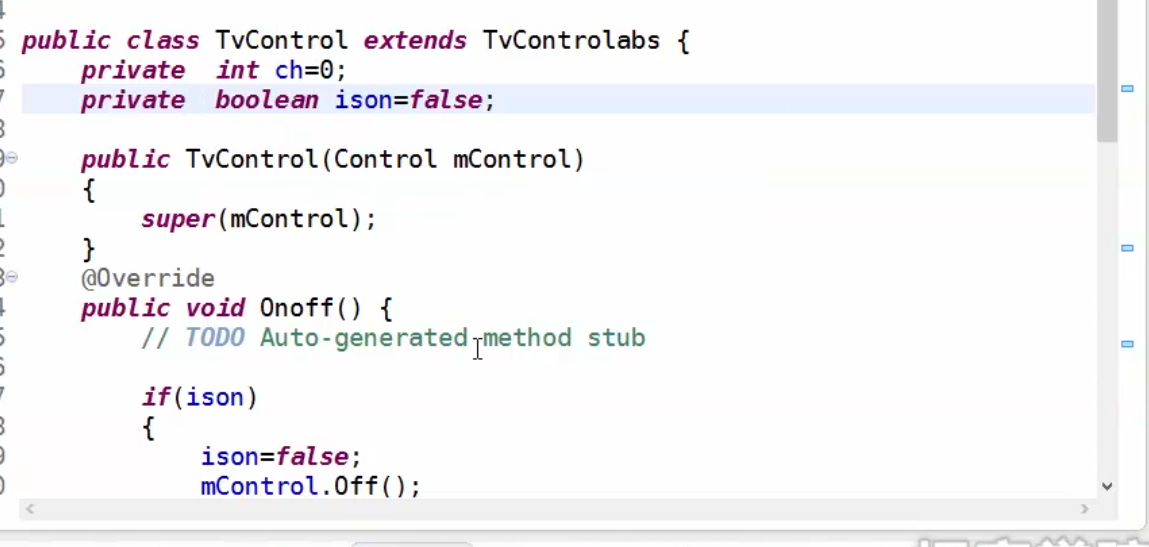 public class TvControl extends TvControlabs {
private  int ch=0;
private  boolean ison=false;
public TvControl(Control mControl)
{
super(mControl);
}
@Override
public void Onoff() {
// TODO Auto-generated method stub
if(ison)
{
ison=false;
mControl.Off();